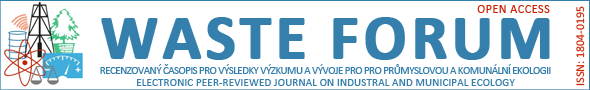 OPEN ACCESS
WASTE FORUM
RECENZOVANÝ ČASOPIS PRO VÝSLEDKY VÝZKUMU A VÝVOJE PRO PRO PRŮMYSLOVOU A KOMUNÁLNÍ EKOLOGII
ELECTRONIC PEER-REVIEWED JOURNAL ON INDUSTRIAL AND MUNICIPAL ECOLOGY
ISSN: 1804-0195